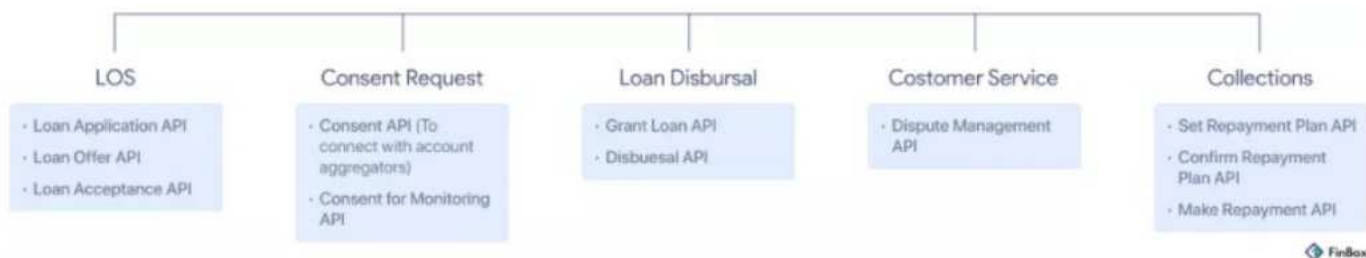 LOS
• Loan Application API
• Loan Offer API
• Loan Acceptance API
Consent Request
• Consent API (To
connect with account
aggregators)
• Consent for Monitoring
API
Loan Disbursal
• Grant Loan API
• Disbuesal API
Costomer Service
• Dispute Management
API
Collections
• Set Repayment Plan API
• Confirm Repayment
Plan API
• Make Repayment API
FinBox